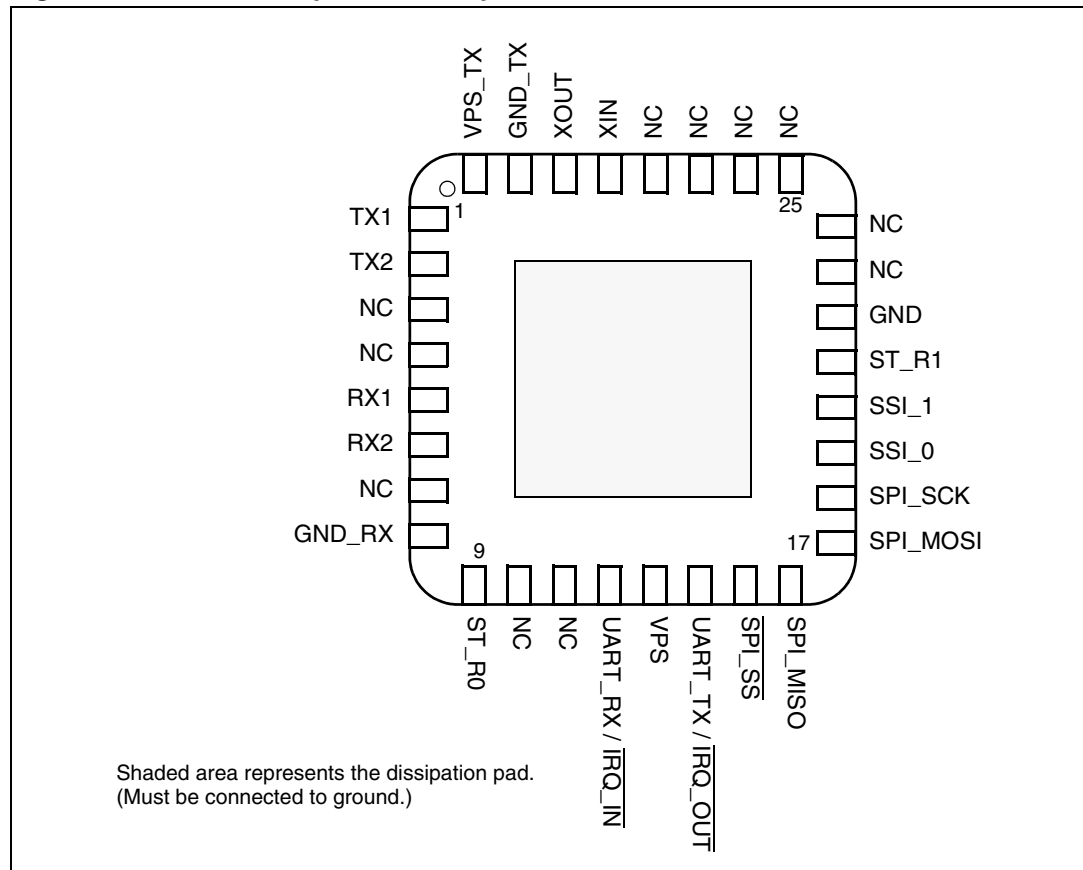 VPS_TX
GND_TX
XOUT
XIN
NC
NC
NC
NC
1
25
TX1
TX2
NC
NC
RX1
RX2
NC
GND_RX
NC
NC
GND
ST_R1
SSI_1
SSI_0
SPI_SCK
SPI_MOSI
9
17
ST_R0
NC
NC
UART_RX / IRQ_IN
VPS
UART_TX / IRQ_OUT
SPI_SS
SPI_MISO
Shaded area represents the dissipation pad.
(Must be connected to ground.)